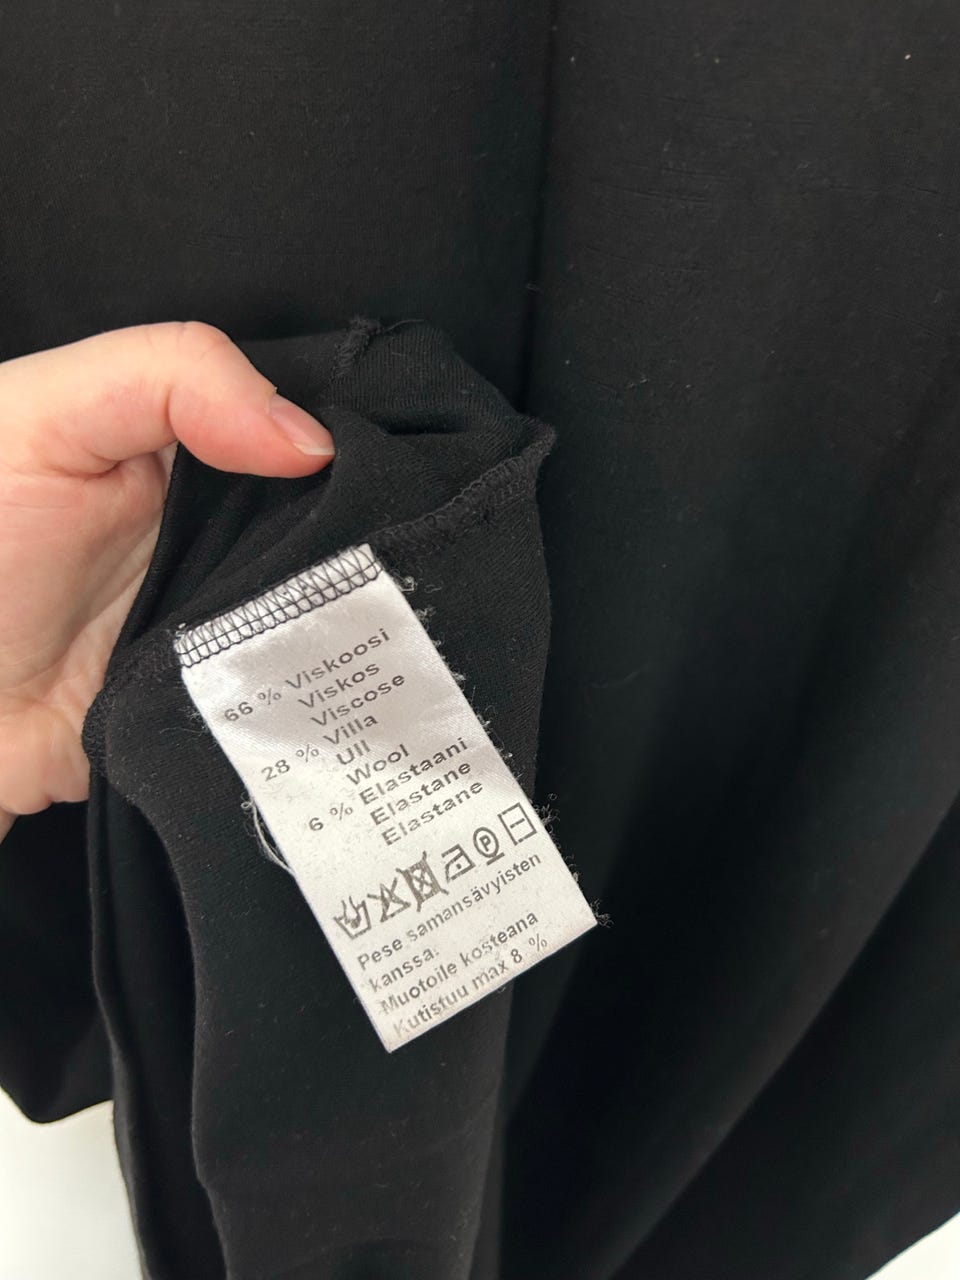 66 % Viskoosi
Viskos
Viscose
28 % Villa
Ull
Wool
6 % Elastaani
Elastane
Elastane
P
Pese samansävyisten
kanssa.
Muotoile kosteana
Kutistuu max 8 %